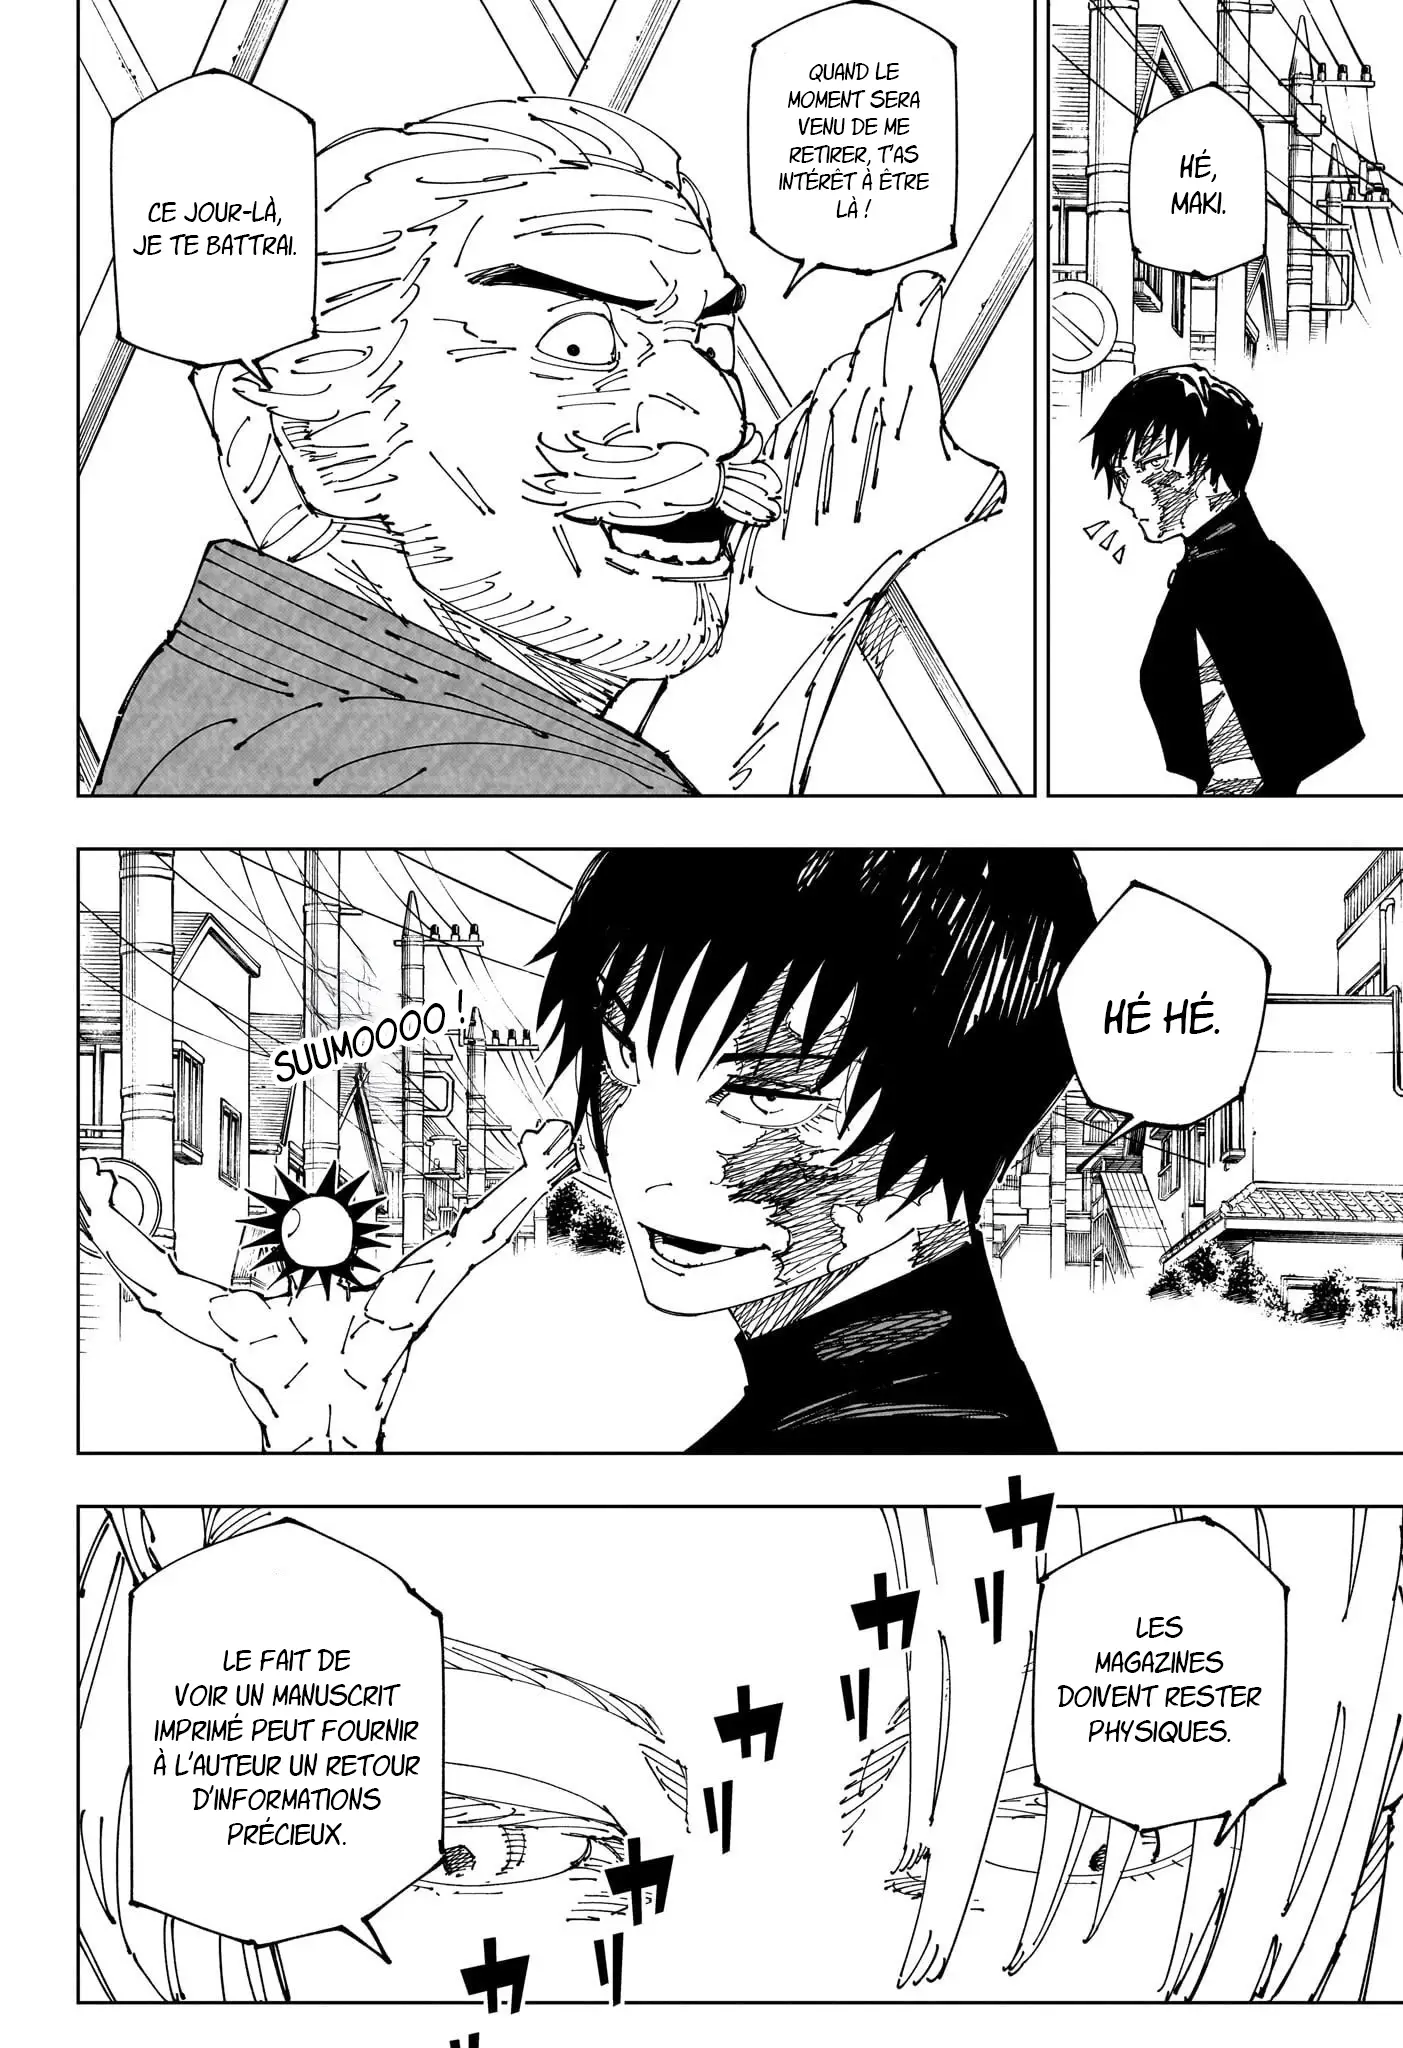 HÉ,
MAKI.
QUAND LE
MOMENT SERA
VENU DE ME
RETIRER, T'AS
INTÉRÊT À ÊTRE
LÀ !
CE JOUR-LÀ,
JE TE BATTRAI.
HÉ HÉ.
SUUMOOOO !
LES
MAGAZINES
DOIVENT RESTER
PHYSIQUES.
LE FAIT DE
VOIR UN MANUSCRIT
IMPRIMÉ PEUT FOURNIR
À L'AUTEUR UN RETOUR
D'INFORMATIONS
PRÉCIEUX.
カリカリカリカリ